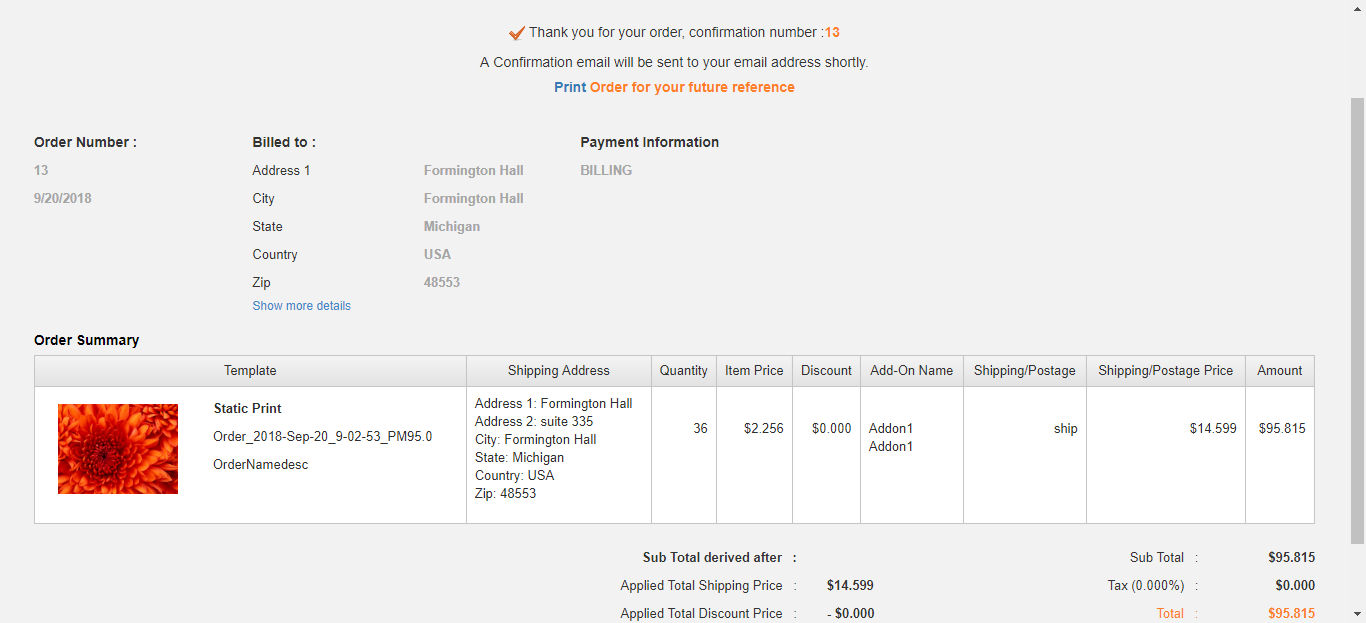 Thank you for your order, confirmation number :13
A Confirmation email will be sent to your email address shortly.
Print Order for your future reference
Order Number :
13
9/20/2018
Billed to :
Address 1 Formington Hall
City Formington Hall
State Michigan
Country USA
Zip 48553
Show more details
Payment Information
BILLING
Order Summary
Template Shipping Address Quantity Item Price Discount Add-On Name Shipping/Postage Shipping/Postage Price Amount
Static Print
Order_2018-Sep-20_9-02-53_PM95.0
OrderNamedesc
Address 1: Formington Hall
Address 2: suite 335
City: Formington Hall
State: Michigan
Country: USA
Zip: 48553
36 $2.256 $0.000
Addon1
Addon1
ship $14.599 $95.815
Sub Total derived after :
Applied Total Shipping Price : $14.599
Applied Total Discount Price : - $0.000
Sub Total : $95.815
Tax (0.000%) : $0.000
Total : $95.815